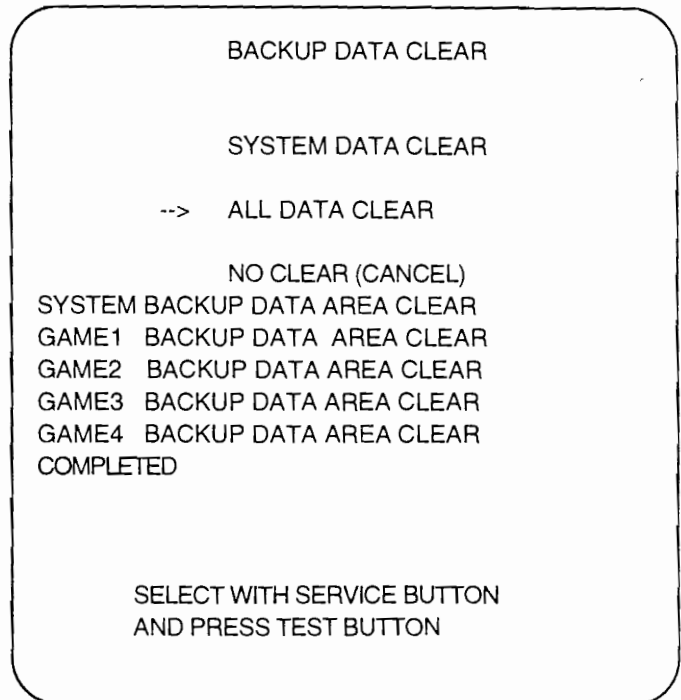 BACKUP DATA CLEAR
SYSTEM DATA CLEAR
--> ALL DATA CLEAR
NO CLEAR (CANCEL)
SYSTEM BACKUP DATA AREA CLEAR
GAME1 BACKUP DATA AREA CLEAR
GAME2 BACKUP DATA AREA CLEAR
GAME3 BACKUP DATA AREA CLEAR
GAME4 BACKUP DATA AREA CLEAR
COMPLETED
SELECT WITH SERVICE BUTTON
AND PRESS TEST BUTTON